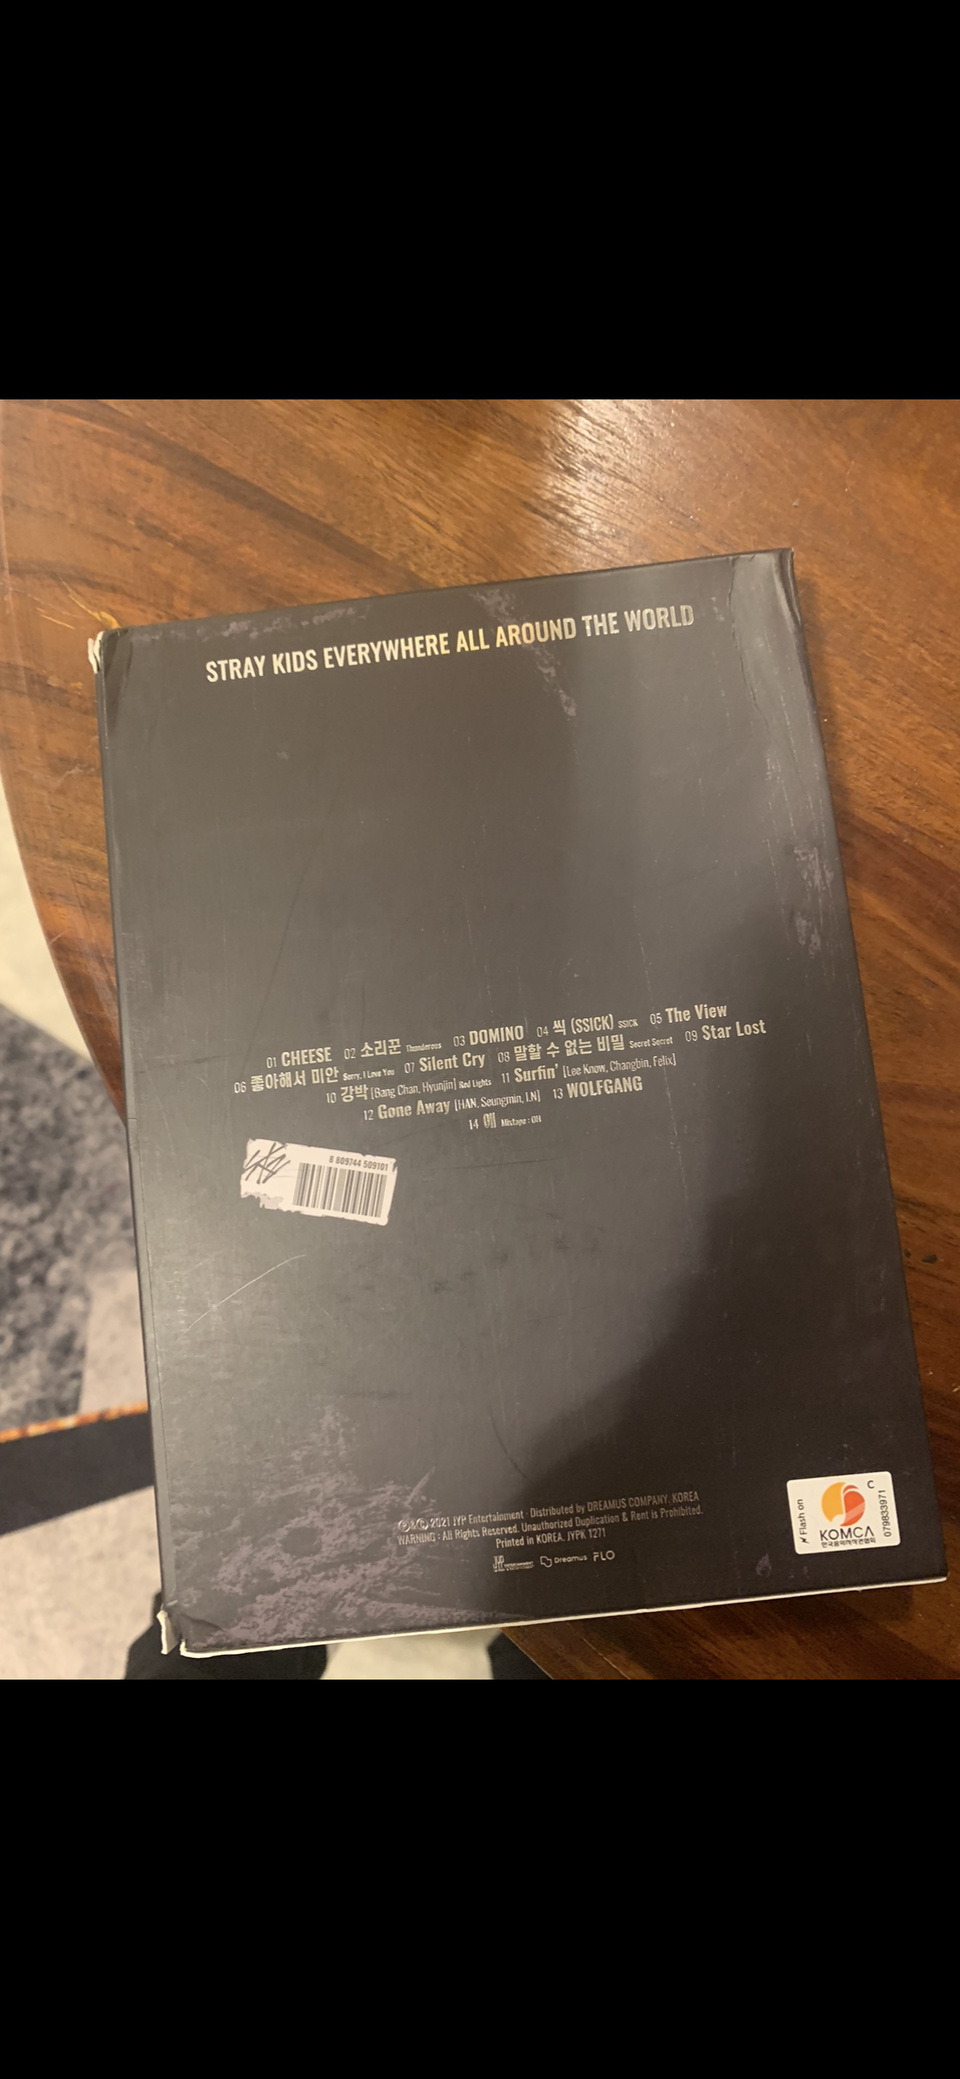 STRAY KIDS EVERYWHERE ALL AROUND THE WORLD
01 CHEESE 02 소리꾼 Thunderous 03 DOMINO 04 씩 (SSICK) SSICK 05 The View
06 좋아해서 미안 Sorry, I Love You 07 Silent Cry 08 말할 수 없는 비밀 Secret Secret 09 Star Lost
10 강박 (Bang Chan, Hyunjin) Red Lights 11 Surfin' (Lee Know, Changbin, Felix)
12 Gone Away (HAN, Seungmin, I.N) 13 WOLFGANG
14 애 Mixtape : OH
8 809744 509101
Ⓟ&Ⓒ 2021 JYP Entertainment · Distributed by DREAMUS COMPANY, KOREA
WARNING : All Rights Reserved. Unauthorized Duplication & Rent is Prohibited.
Printed in KOREA. JYPK 1271
Dreamus FLO
Flash on
KOMCA
한국음악저작권협회
C
079833971